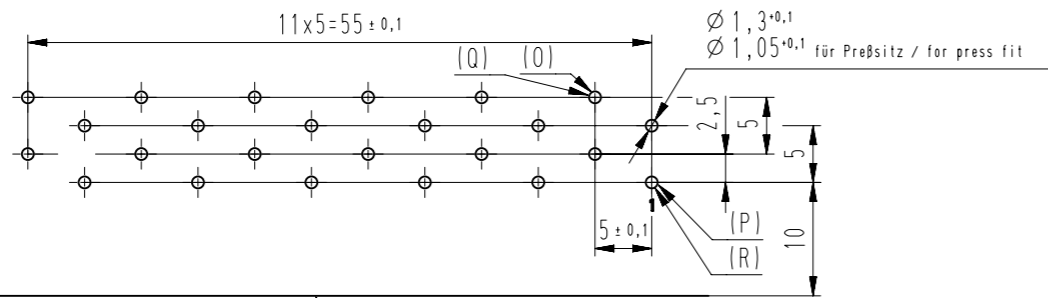 11x5=55 ± 0,1
Ø 1,3+0,1
Ø 1,05+0,1 für Preßsitz / for press fit
(Q) (O)
2,5
5
5
1
5 ± 0,1
(P)
(R)
10